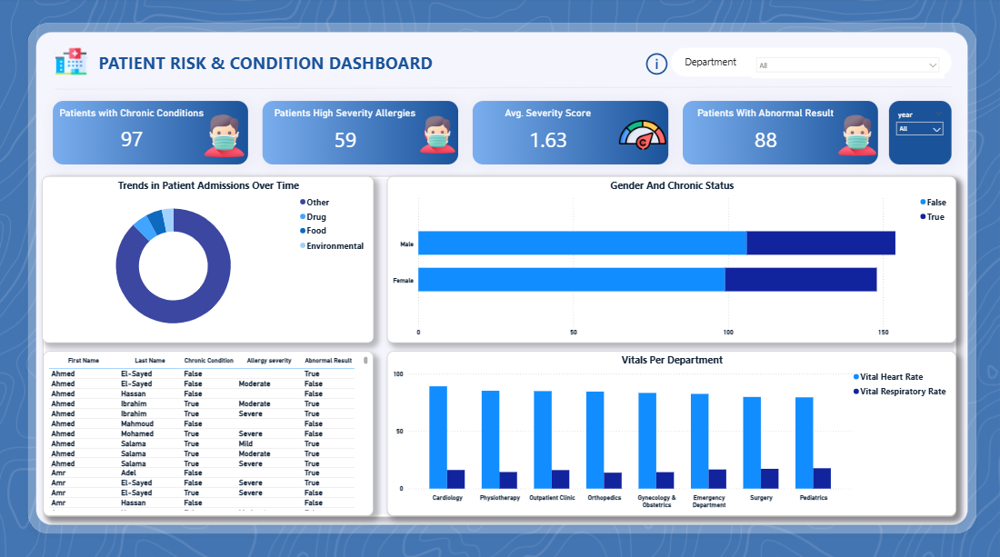 PATIENT RISK & CONDITION DASHBOARD
Department
All
Patients with Chronic Conditions
97
Patients High Severity Allergies
59
Avg. Severity Score
1.63
Patients With Abnormal Result
88
year
All
Trends in Patient Admissions Over Time
Other
Drug
Food
Environmental
Gender And Chronic Status
False
True
Male
Female
0 50 100 150
First Name Last Name Chronic Condition Allergy severity Abnormal Result
Ahmed El-Sayed False True
Ahmed El-Sayed False Moderate False
Ahmed Hassan False False
Ahmed Ibrahim True Moderate True
Ahmed Ibrahim True Severe True
Ahmed Mahmoud False False
Ahmed Mohamed True Severe False
Ahmed Salama True Mild True
Ahmed Salama True Moderate True
Ahmed Salama True Severe True
Amr Adel False True
Amr El-Sayed False Severe True
Amr El-Sayed True Severe False
Amr Hassan False False
Vitals Per Department
Vital Heart Rate
Vital Respiratory Rate
100
50
0
Cardiology Physiotherapy Outpatient Clinic Orthopedics Gynecology & Emergency Surgery Pediatrics
Obstetrics Department